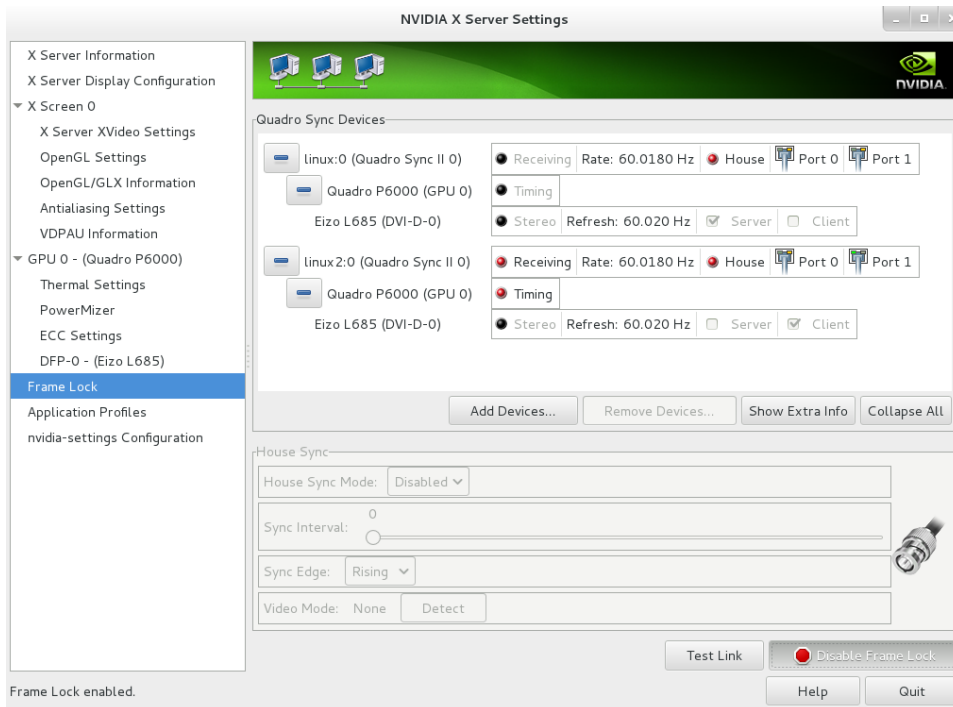 NVIDIA X Server Settings
X Server Information
X Server Display Configuration
X Screen 0
X Server XVideo Settings
OpenGL Settings
OpenGL/GLX Information
Antialiasing Settings
VDPAU Information
GPU 0 - (Quadro P6000)
Thermal Settings
PowerMizer
ECC Settings
DFP-0 - (Eizo L685)
Frame Lock
Application Profiles
nvidia-settings Configuration
NVIDIA.
Quadro Sync Devices
linux:0 (Quadro Sync II 0) Receiving Rate: 60.0180 Hz House Port 0 Port 1
Quadro P6000 (GPU 0) Timing
Eizo L685 (DVI-D-0) Stereo Refresh: 60.020 Hz Server Client
linux2:0 (Quadro Sync II 0) Receiving Rate: 60.0180 Hz House Port 0 Port 1
Quadro P6000 (GPU 0) Timing
Eizo L685 (DVI-D-0) Stereo Refresh: 60.020 Hz Server Client
Add Devices... Remove Devices... Show Extra Info Collapse All
House Sync
House Sync Mode: Disabled
0
Sync Interval:
Sync Edge: Rising
Video Mode: None Detect
Test Link Disable Frame Lock
Frame Lock enabled. Help Quit